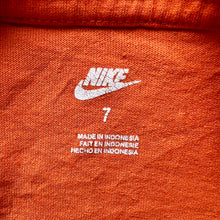 NIKE
7
MADE IN INDONESIA
FAIT EN INDONESIE
HECHO EN INDONESIA